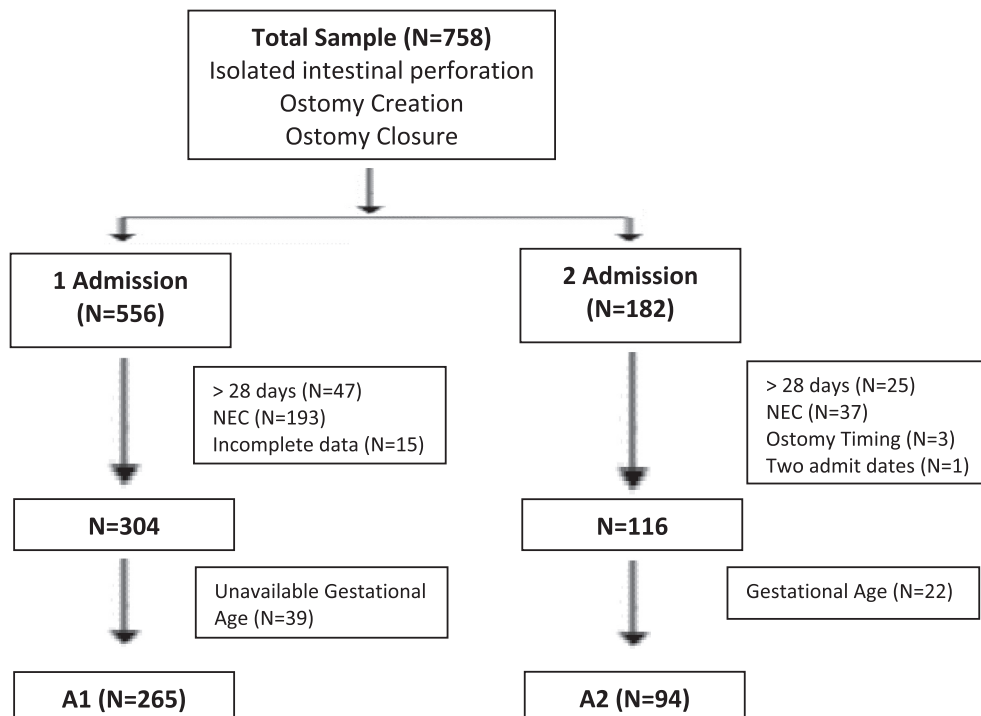 Total Sample (N=758)
Isolated intestinal perforation
Ostomy Creation
Ostomy Closure
1 Admission
(N=556)
2 Admission
(N=182)
> 28 days (N=47)
NEC (N=193)
Incomplete data (N=15)
> 28 days (N=25)
NEC (N=37)
Ostomy Timing (N=3)
Two admit dates (N=1)
N=304
N=116
Unavailable Gestational
Age (N=39)
Gestational Age (N=22)
A1 (N=265)
A2 (N=94)